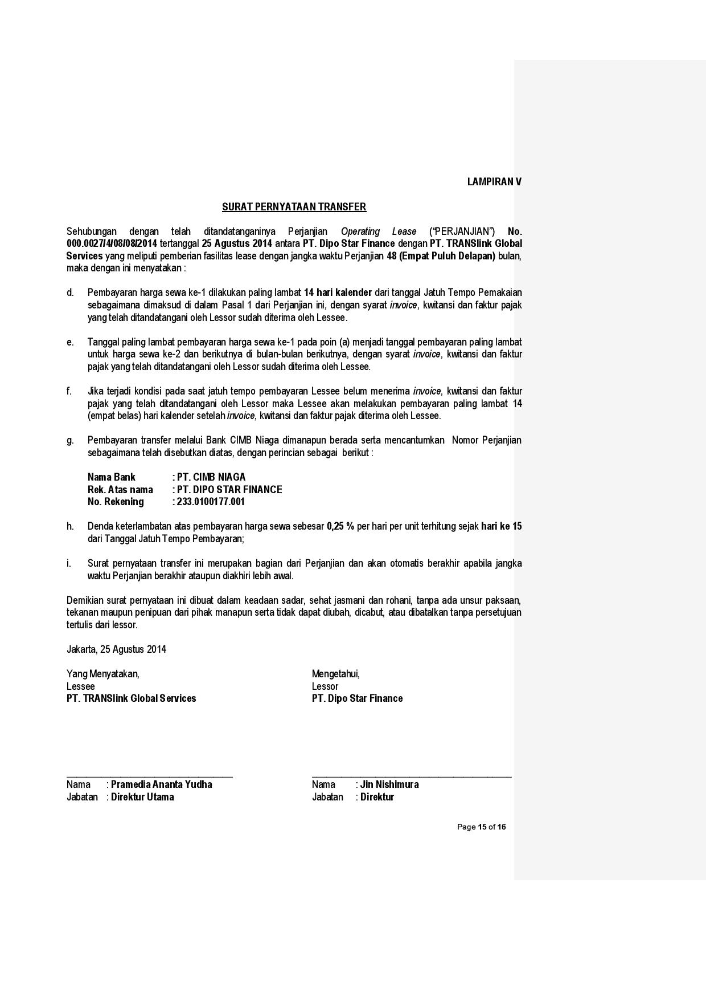 LAMPIRAN V
SURAT PERNYATAAN TRANSFER
Sehubungan dengan telah ditandatanganinya Perjanjian Operating Lease (“PERJANJIAN”) No.
000.0027/4/08/08/2014 tertanggal 25 Agustus 2014 antara PT. Dipo Star Finance dengan PT. TRANSlink Global
Services yang meliputi pemberian fasilitas lease dengan jangka waktu Perjanjian 48 (Empat Puluh Delapan) bulan,
maka dengan ini menyatakan :
d. Pembayaran harga sewa ke-1 dilakukan paling lambat 14 hari kalender dari tanggal Jatuh Tempo Pemakaian
sebagaimana dimaksud di dalam Pasal 1 dari Perjanjian ini, dengan syarat invoice, kwitansi dan faktur pajak
yang telah ditandatangani oleh Lessor sudah diterima oleh Lessee.
e. Tanggal paling lambat pembayaran harga sewa ke-1 pada poin (a) menjadi tanggal pembayaran paling lambat
untuk harga sewa ke-2 dan berikutnya di bulan-bulan berikutnya, dengan syarat invoice, kwitansi dan faktur
pajak yang telah ditandatangani oleh Lessor sudah diterima oleh Lessee.
f. Jika terjadi kondisi pada saat jatuh tempo pembayaran Lessee belum menerima invoice, kwitansi dan faktur
pajak yang telah ditandatangani oleh Lessor maka Lessee akan melakukan pembayaran paling lambat 14
(empat belas) hari kalender setelah invoice, kwitansi dan faktur pajak diterima oleh Lessee.
g. Pembayaran transfer melalui Bank CIMB Niaga dimanapun berada serta mencantumkan Nomor Perjanjian
sebagaimana telah disebutkan diatas, dengan perincian sebagai berikut :
Nama Bank : PT. CIMB NIAGA
Rek. Atas nama : PT. DIPO STAR FINANCE
No. Rekening : 233.0100177.001
h. Denda keterlambatan atas pembayaran harga sewa sebesar 0,25 % per hari per unit terhitung sejak hari ke 15
dari Tanggal Jatuh Tempo Pembayaran;
i. Surat pernyataan transfer ini merupakan bagian dari Perjanjian dan akan otomatis berakhir apabila jangka
waktu Perjanjian berakhir ataupun diakhiri lebih awal.
Demikian surat pernyataan ini dibuat dalam keadaan sadar, sehat jasmani dan rohani, tanpa ada unsur paksaan,
tekanan maupun penipuan dari pihak manapun serta tidak dapat diubah, dicabut, atau dibatalkan tanpa persetujuan
tertulis dari lessor.
Jakarta, 25 Agustus 2014
Yang Menyatakan, Mengetahui,
Lessee Lessor
PT. TRANSlink Global Services PT. Dipo Star Finance
Nama : Pramedia Ananta Yudha Nama : Jin Nishimura
Jabatan : Direktur Utama Jabatan : Direktur
Page 15 of 16